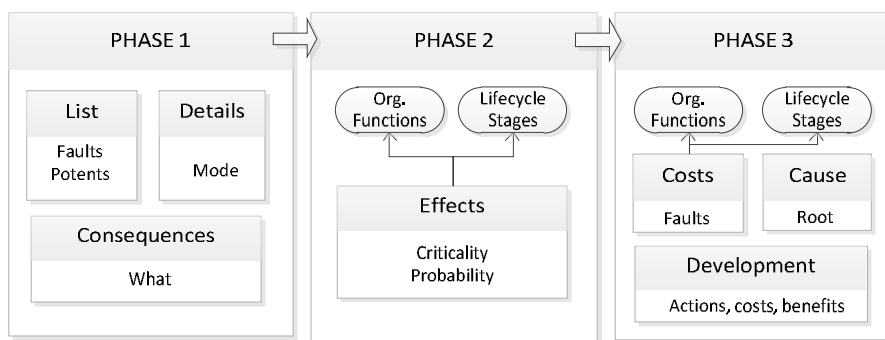 PHASE 1
List
Faults
Potents
Details
Mode
Consequences
What
PHASE 2
Org.
Functions
Lifecycle
Stages
Effects
Criticality
Probability
PHASE 3
Org.
Functions
Lifecycle
Stages
Costs
Faults
Cause
Root
Development
Actions, costs, benefits